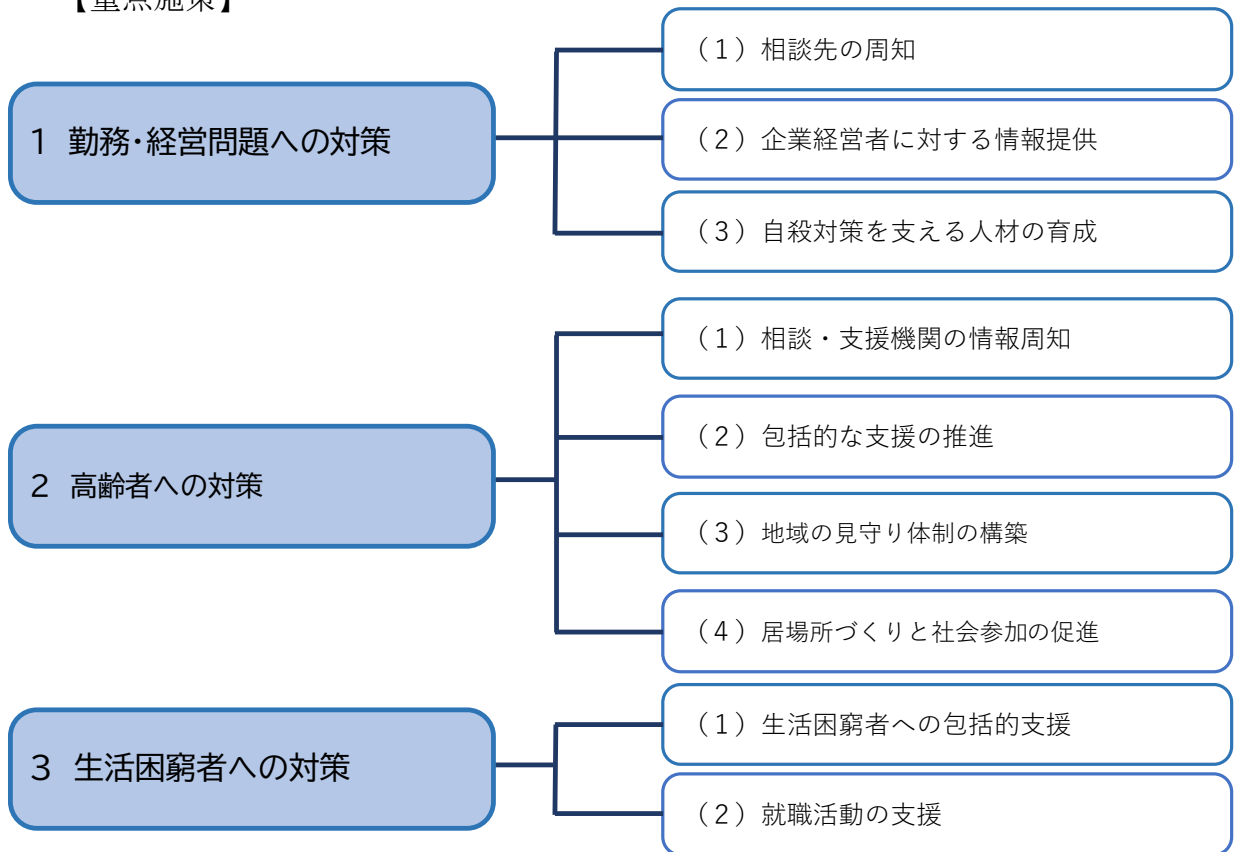 【重点施策】
1 勤務・経営問題への対策
（1）相談先の周知
（2）企業経営者に対する情報提供
（3）自殺対策を支える人材の育成
2 高齢者への対策
（1）相談・支援機関の情報周知
（2）包括的な支援の推進
（3）地域の見守り体制の構築
（4）居場所づくりと社会参加の促進
3 生活困窮者への対策
（1）生活困窮者への包括的支援
（2）就職活動の支援